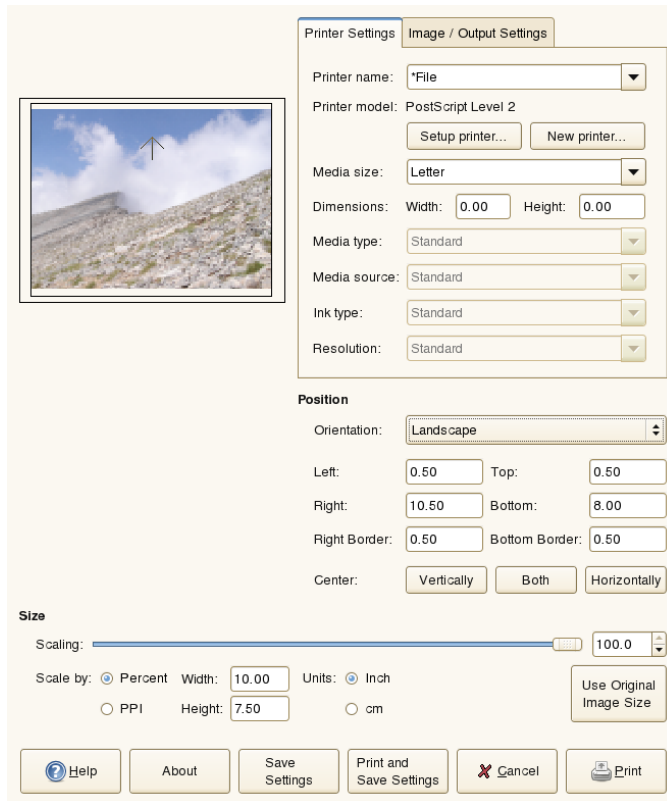 Printer Settings Image / Output Settings
Printer name: *File
Printer model: PostScript Level 2
Setup printer... New printer...
Media size: Letter
Dimensions: Width: 0.00 Height: 0.00
Media type: Standard
Media source: Standard
Ink type: Standard
Resolution: Standard
Position
Orientation: Landscape
Left: 0.50 Top: 0.50
Right: 10.50 Bottom: 8.00
Right Border: 0.50 Bottom Border: 0.50
Center: Vertically Both Horizontally
Size
Scaling: 100.0
Scale by: Percent Width: 10.00 Units: Inch
PPI Height: 7.50 cm
Use Original
Image Size
Help About Save
Settings Print and
Save Settings Cancel Print